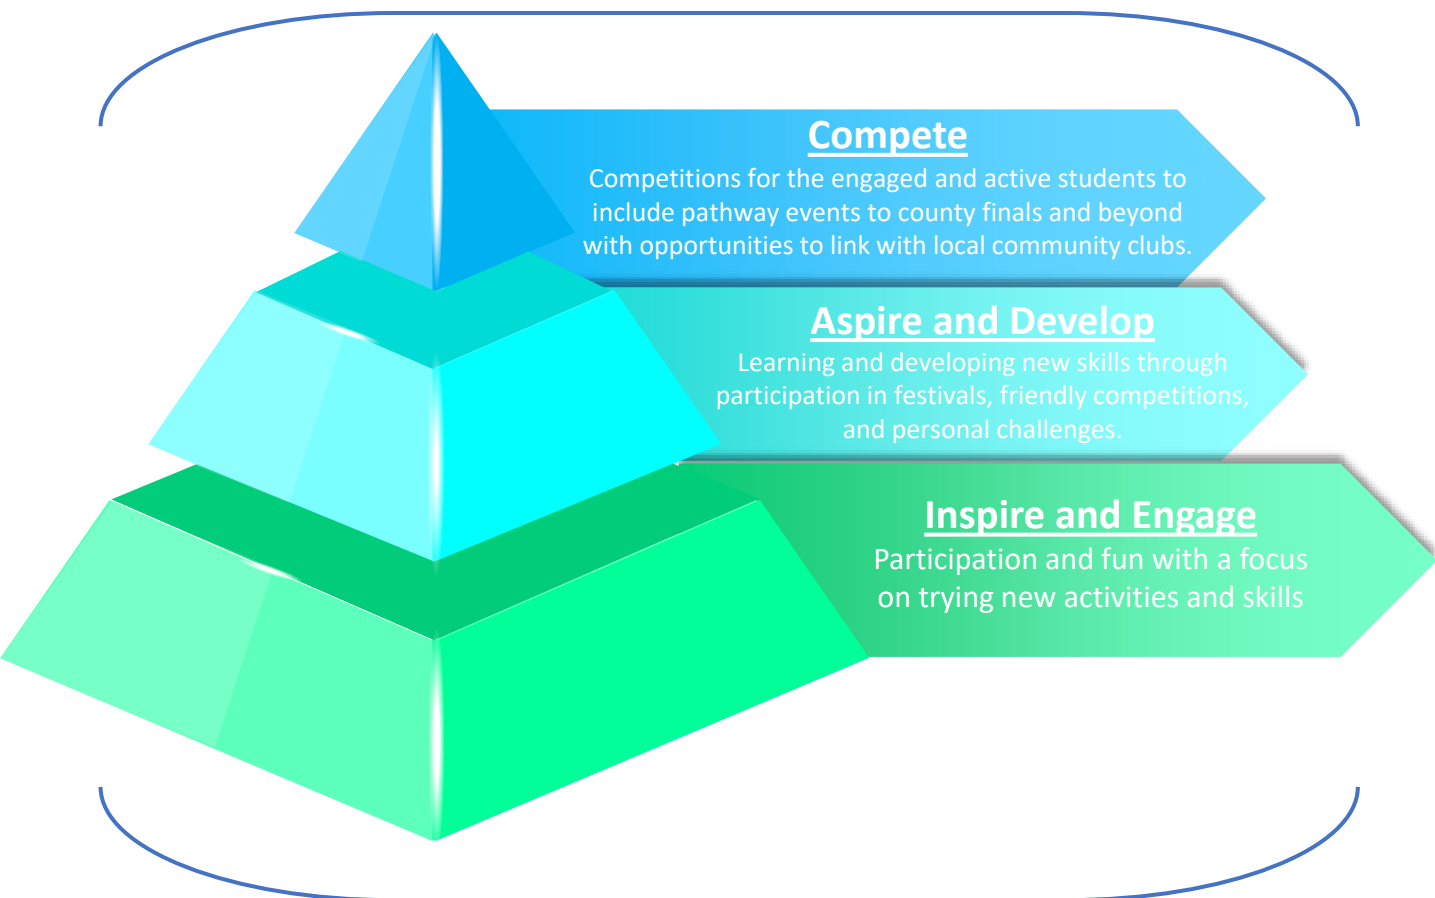 Compete
Competitions for the engaged and active students to
include pathway events to county finals and beyond
with opportunities to link with local community clubs.
Aspire and Develop
Learning and developing new skills through
participation in festivals, friendly competitions,
and personal challenges.
Inspire and Engage
Participation and fun with a focus
on trying new activities and skills